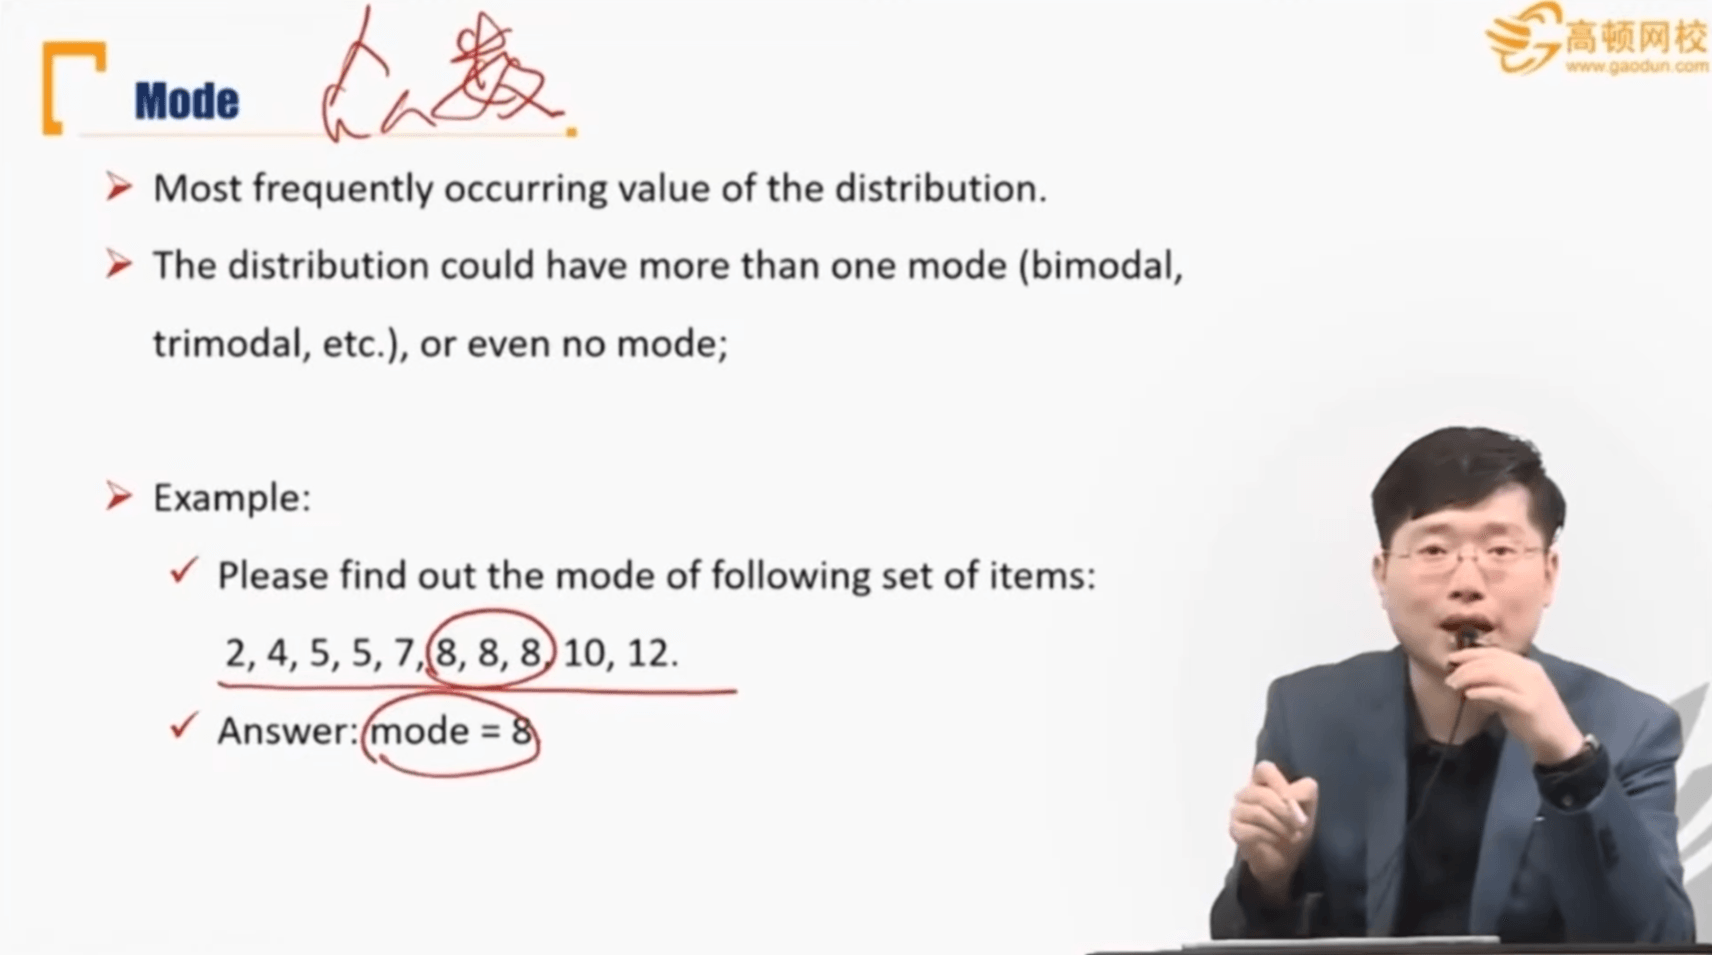 高顿网校
www.gaodun.com
Mode 众数
Most frequently occurring value of the distribution.
The distribution could have more than one mode (bimodal,
trimodal, etc.), or even no mode;
Example:
Please find out the mode of following set of items:
2, 4, 5, 5, 7, 8, 8, 8, 10, 12.
Answer: mode = 8